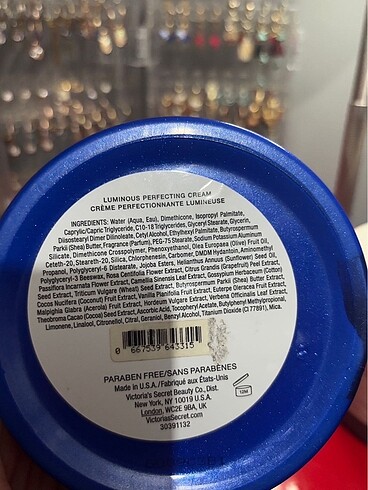 LUMINOUS PERFECTING CREAM
CRÈME PERFECTIONNANTE LUMINEUSE
INGREDIENTS: Water (Aqua, Eau), Dimethicone, Isopropyl Palmitate,
Caprylic/Capric Triglyceride, C10-18 Triglycerides, Glyceryl Stearate, Glycerin,
Diisostearyl Dimer Dilinoleate, Cetyl Alcohol, Ethylhexyl Palmitate, Butyrospermum
Parkii (Shea) Butter, Fragrance (Parfum), PEG-75 Stearate, Sodium Potassium Aluminum
Silicate, Dimethicone Crosspolymer, Phenoxyethanol, Olea Europaea (Olive) Fruit Oil,
Ceteth-20, Steareth-20, Silica, Chlorphenesin, Carbomer, DMDM Hydantoin, Aminomethyl
Propanol, Polyglyceryl-6 Distearate, Jojoba Esters, Helianthus Annuus (Sunflower) Seed Oil,
Polyglyceryl-3 Beeswax, Rosa Centifolia Flower Extract, Citrus Grandis (Grapefruit) Peel Extract,
Passiflora Incarnata Flower Extract, Camellia Sinensis Leaf Extract, Gossypium Herbaceum (Cotton)
Seed Extract, Triticum Vulgare (Wheat) Seed Extract, Butyrospermum Parkii (Shea) Butter Extract,
Cocos Nucifera (Coconut) Fruit Extract, Vanilla Planifolia Fruit Extract, Euterpe Oleracea Fruit Extract,
Malpighia Glabra (Acerola) Fruit Extract, Hordeum Vulgare Extract, Verbena Officinalis Leaf Extract,
Theobroma Cacao (Cocoa) Seed Extract, Ascorbic Acid, Tocopheryl Acetate, Butylphenyl Methylpropional,
Limonene, Linalool, Citronellol, Citral, Geraniol, Benzyl Alcohol, Titanium Dioxide (CI 77891), Mica.
0 667539 643315
PARABEN FREE/SANS PARABÈNES
Made in U.S.A./Fabriqué aux États-Unis
Victoria's Secret Beauty Co., Dist.
New York, NY 10019 U.S.A.
London, WC2E 9BA, UK
VictoriasSecret.com
30391132
12M